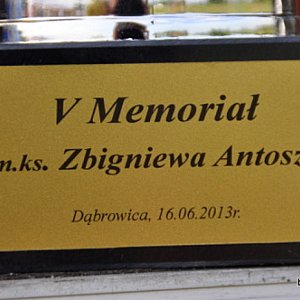 V Memoriał
m.ks. Zbigniewa Antosz
Dąbrowica, 16.06.2013r.